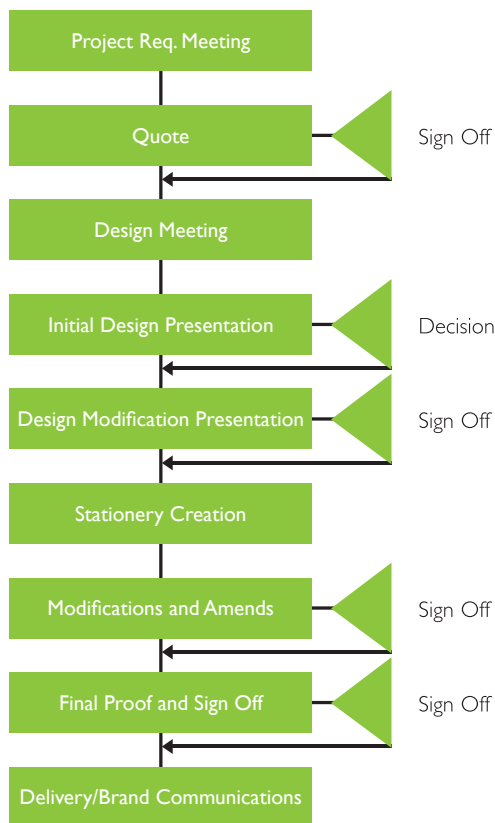 Project Req. Meeting
Quote
Sign Off
Design Meeting
Initial Design Presentation
Decision
Design Modification Presentation
Sign Off
Stationery Creation
Modifications and Amends
Sign Off
Final Proof and Sign Off
Sign Off
Delivery/Brand Communications